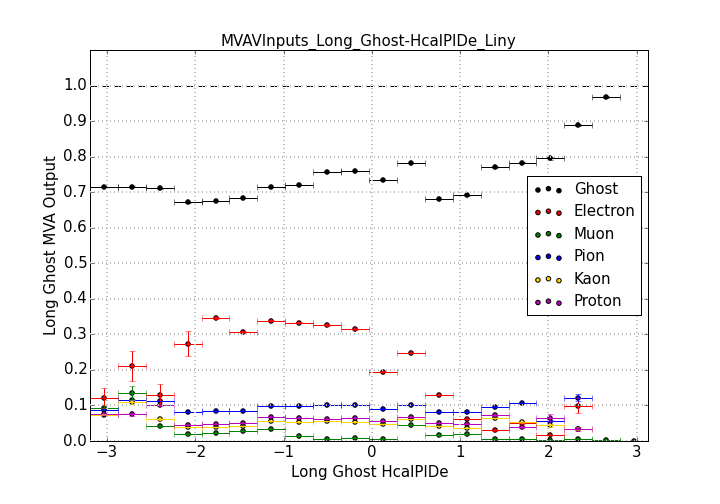 MVAVInputs_Long_Ghost-HcalPIDe_Liny
1.0
0.9
0.8
0.7
0.6
0.5
0.4
0.3
0.2
0.1
0.0
Long Ghost MVA Output
Ghost
Electron
Muon
Pion
Kaon
Proton
−3 −2 −1 0 1 2 3
Long Ghost HcalPIDe